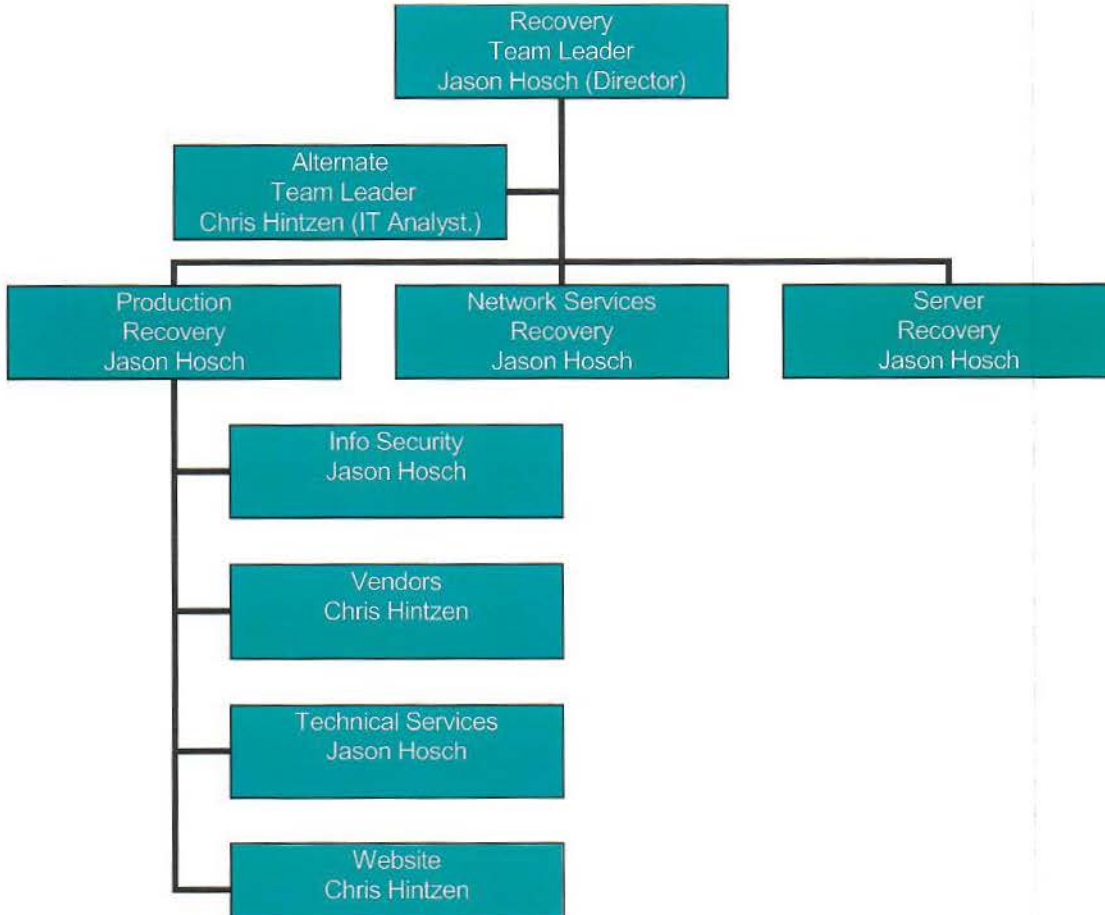 Recovery
Team Leader
Jason Hosch (Director)
Alternate
Team Leader
Chris Hintzen (IT Analyst.)
Production
Recovery
Jason Hosch
Network Services
Recovery
Jason Hosch
Server
Recovery
Jason Hosch
Info Security
Jason Hosch
Vendors
Chris Hintzen
Technical Services
Jason Hosch
Website
Chris Hintzen